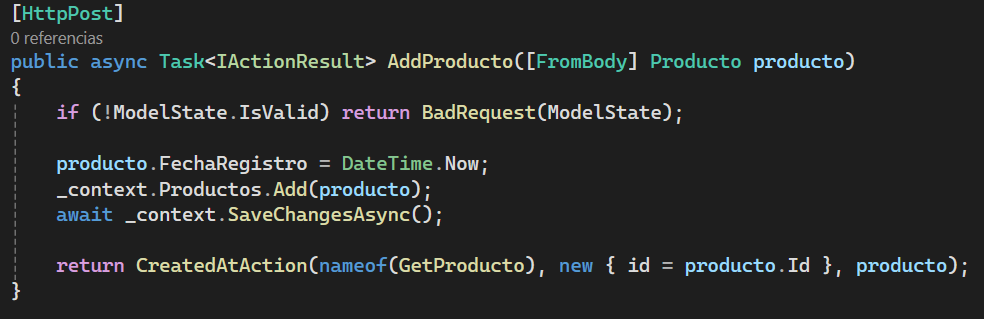 [HttpPost]
0 referencias
public async Task<IActionResult> AddProducto([FromBody] Producto producto)
{
if (!ModelState.IsValid) return BadRequest(ModelState);
producto.FechaRegistro = DateTime.Now;
_context.Productos.Add(producto);
await _context.SaveChangesAsync();
return CreatedAtAction(nameof(GetProducto), new { id = producto.Id }, producto);
}